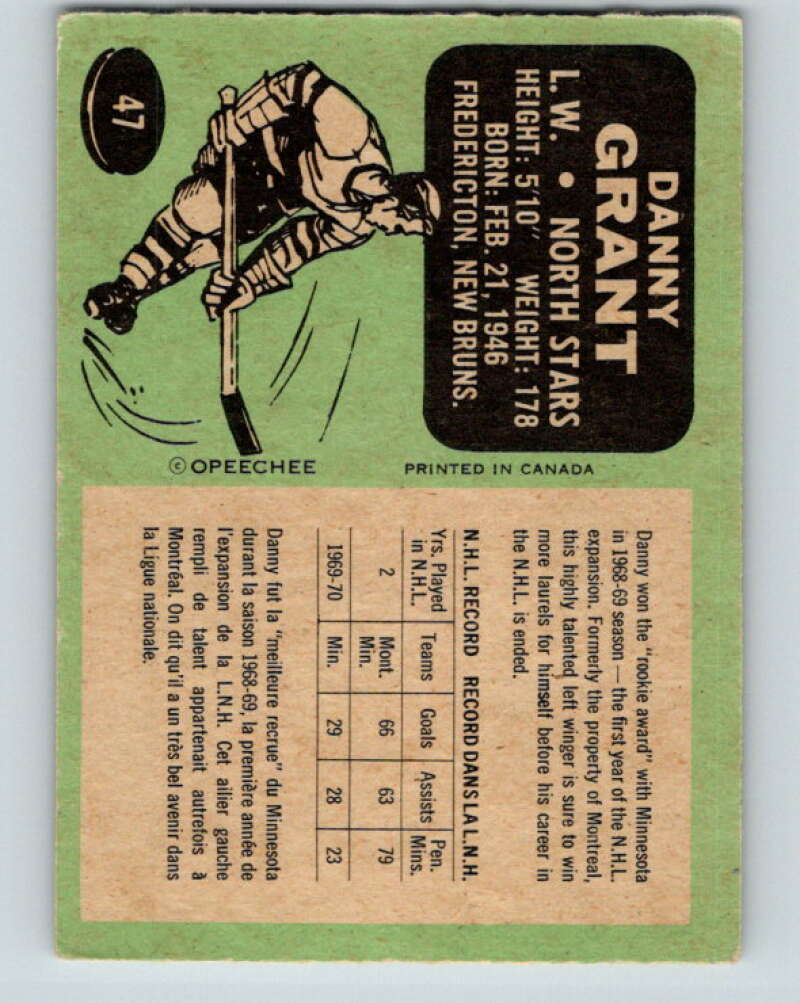 47
DANNY
GRANT
L.W. • NORTH STARS
HEIGHT: 5'10" WEIGHT: 178
BORN: FEB. 21, 1946
FREDERICTON, NEW BRUNS.
© OPEECHEE
PRINTED IN CANADA
Danny won the "rookie award" with Minnesota
in 1968-69 season — the first year of the N.H.L.
expansion. Formerly the property of Montreal,
this highly talented left winger is sure to win
more laurels for himself before his career in
the N.H.L. is ended.
N.H.L. RECORD RECORD DANS LA L.N.H.
Yrs. Played in N.H.L. Teams Goals Assists Pen. Mins.
2 Mont. Min. 66 63 79
1969-70 Min. 29 28 23
Danny fut la "meilleure recrue" du Minnesota
durant la saison 1968-69, la première année de
l'expansion de la L.N.H. Cet ailier gauche
rempli de talent appartenait autrefois à
Montréal. On dit qu'il a un très bel avenir dans
la Ligue nationale.